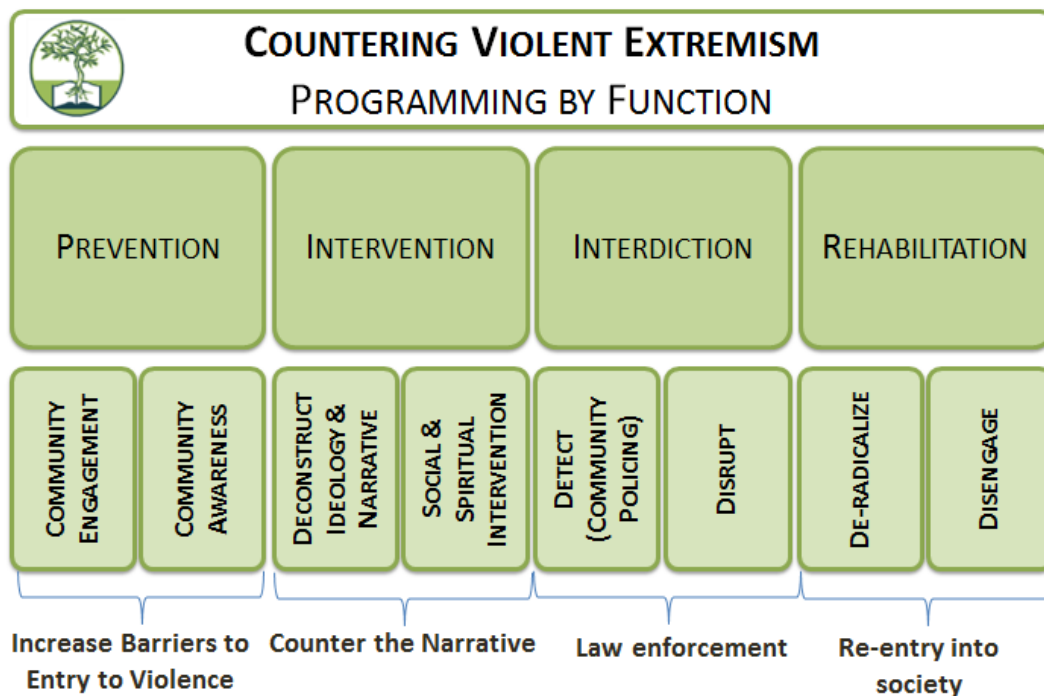 COUNTERING VIOLENT EXTREMISM
PROGRAMMING BY FUNCTION
PREVENTION
INTERVENTION
INTERDICTION
REHABILITATION
COMMUNITY
ENGAGEMENT
COMMUNITY
AWARENESS
DECONSTRUCT
IDEOLOGY &
NARRATIVE
SOCIAL &
SPIRITUAL
INTERVENTION
DETECT
(COMMUNITY
POLICING)
DISRUPT
DE-RADICALIZE
DISENGAGE
Increase Barriers to
Entry to Violence
Counter the Narrative
Law enforcement
Re-entry into
society